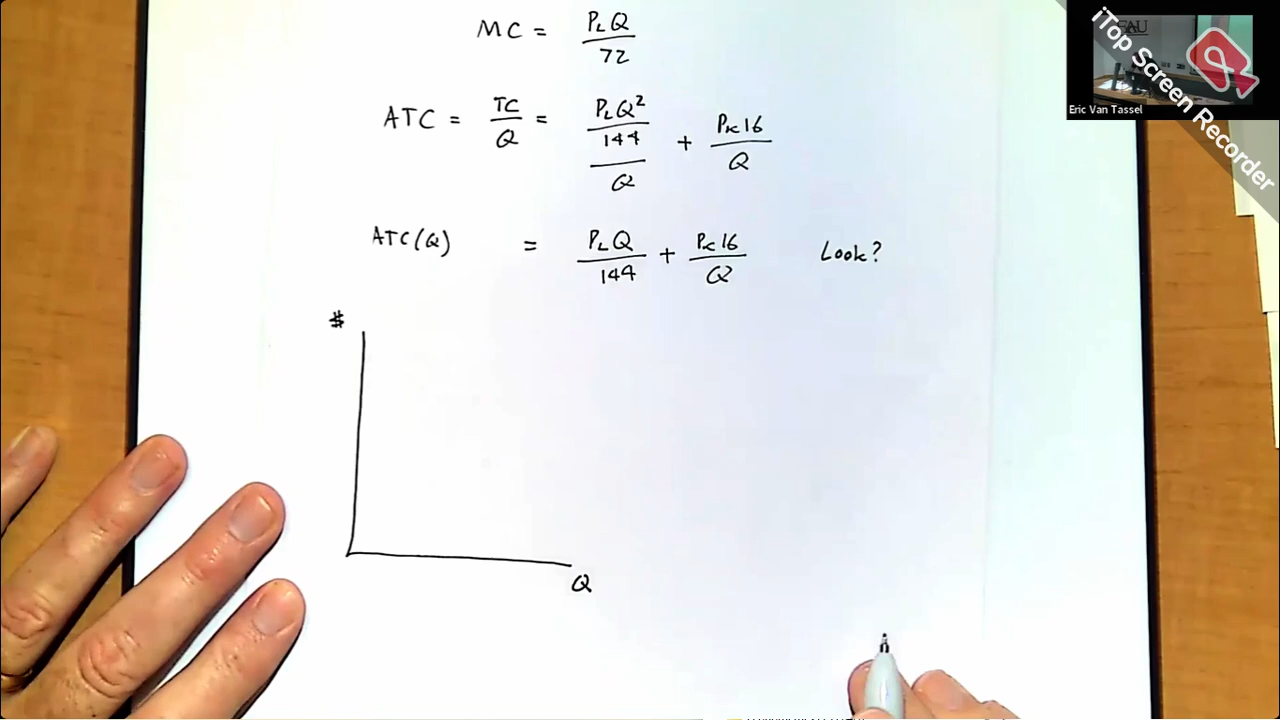 MC = P_L Q / 72
ATC = TC / Q = P_L Q² / 144 / Q + P_K 16 / Q
ATC(Q) = P_L Q / 144 + P_K 16 / Q Look?
$
Q
iTop Screen Recorder
FAU
Eric Van Tassel